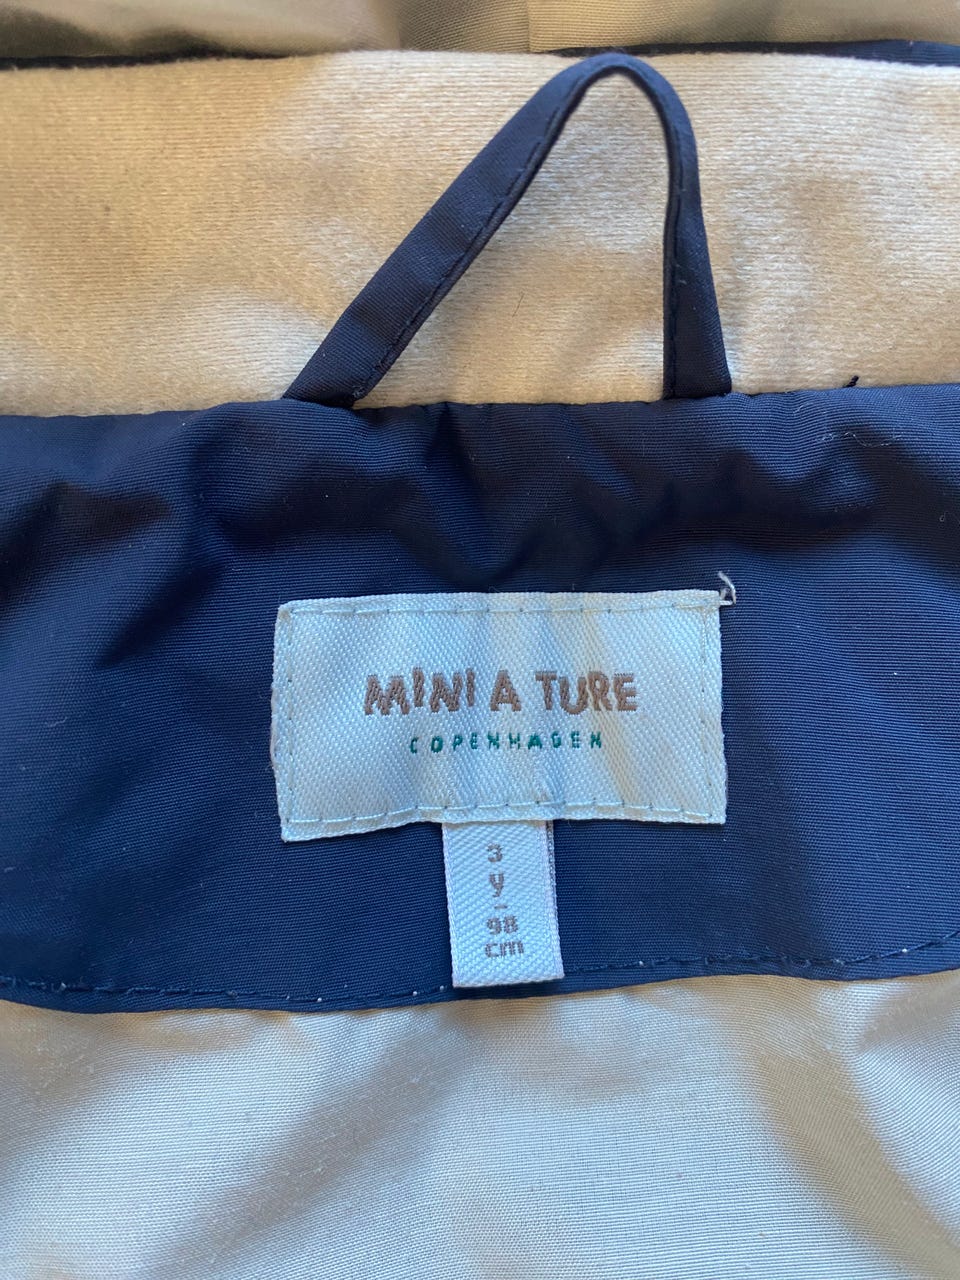 MINI A TURE
COPENHAGEN
3
y
-
98
cm